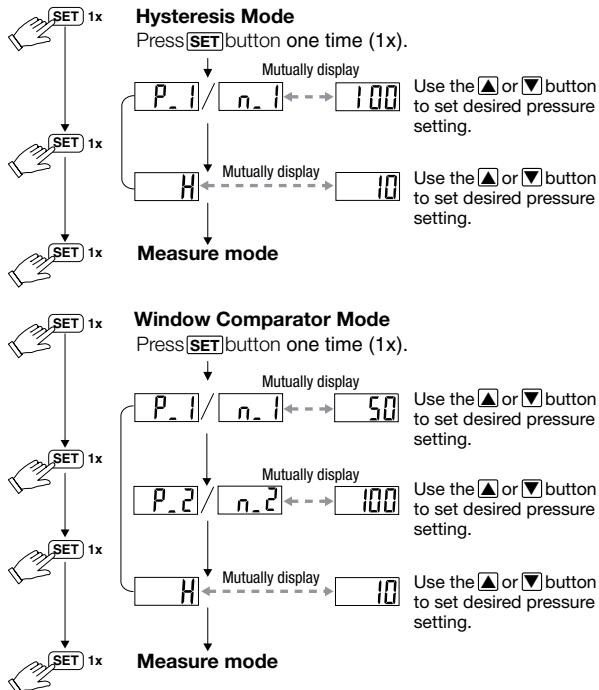 SET 1x
Hysteresis Mode
Press SET button one time (1x).
Mutually display
P_1 / n_1
100
Use the ▲ or ▼ button
to set desired pressure
setting.
SET 1x
Mutually display
H
10
Use the ▲ or ▼ button
to set desired pressure
setting.
SET 1x
Measure mode
SET 1x
Window Comparator Mode
Press SET button one time (1x).
Mutually display
P_1 / n_1
50
Use the ▲ or ▼ button
to set desired pressure
setting.
SET 1x
Mutually display
P_2 / n_2
100
Use the ▲ or ▼ button
to set desired pressure
setting.
SET 1x
Mutually display
H
10
Use the ▲ or ▼ button
to set desired pressure
setting.
SET 1x
Measure mode